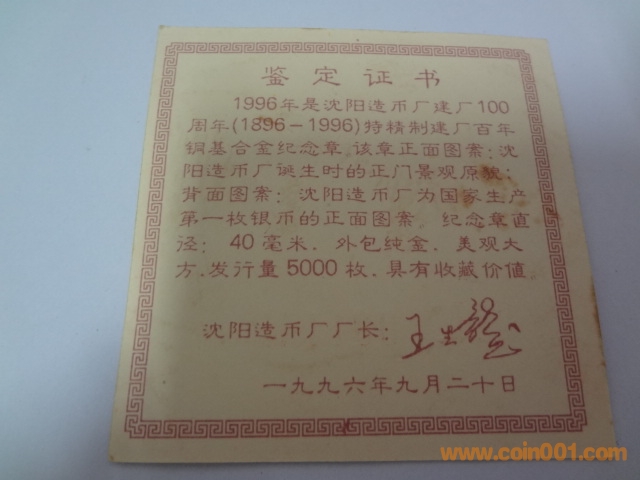 鉴定证书
1996年是沈阳造币厂建厂100
周年(1896-1996)特精制建厂百年
铜基合金纪念章.该章正面图案:沈
阳造币厂诞生时的正门景观原貌;
背面图案:沈阳造币厂为国家生产
第一枚银币的正面图案.纪念章直
径:40毫米.外包纯金.美观大
方.发行量5000枚.具有收藏价值.
沈阳造币厂厂长:王
一九九六年九月二十日
www.coin001.com